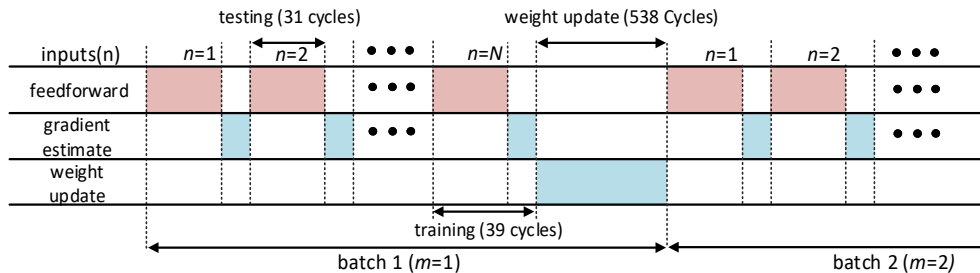 testing (31 cycles) weight update (538 Cycles)
inputs(n) n=1 n=2 ● ● ● n=N n=1 n=2 ● ● ●
feedforward ● ● ● ● ● ●
gradient
estimate ● ● ● ● ● ●
weight
update
training (39 cycles)
batch 1 (m=1) batch 2 (m=2)